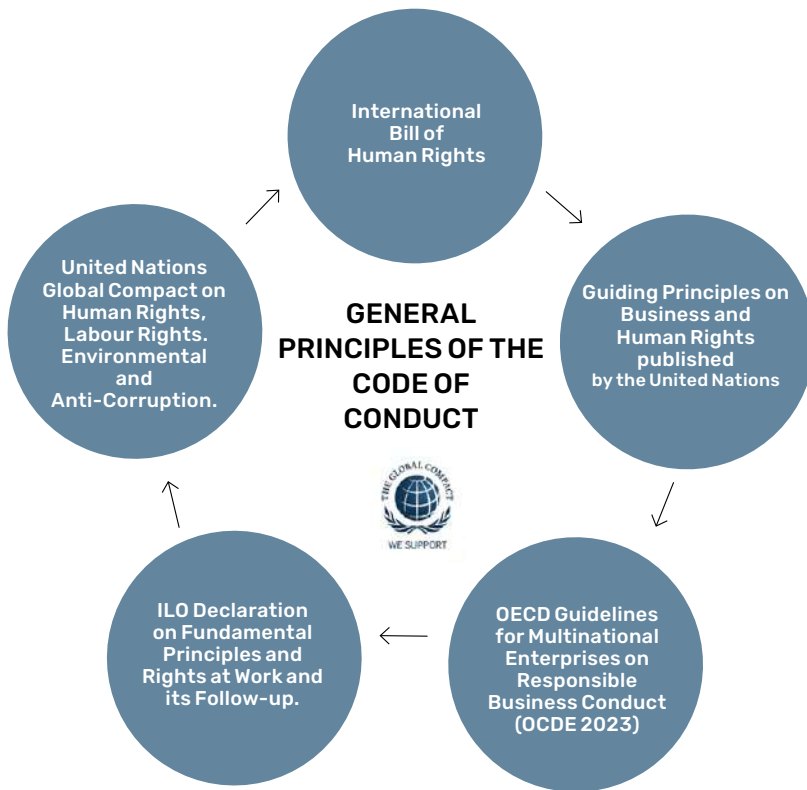 International
Bill of
Human Rights
Guiding Principles on
Business and
Human Rights
published
by the United Nations
OECD Guidelines
for Multinational
Enterprises on
Responsible
Business Conduct
(OCDE 2023)
ILO Declaration
on Fundamental
Principles and
Rights at Work and
its Follow-up.
United Nations
Global Compact on
Human Rights,
Labour Rights.
Environmental
and
Anti-Corruption.
GENERAL
PRINCIPLES OF THE
CODE OF
CONDUCT
THE GLOBAL COMPACT
WE SUPPORT